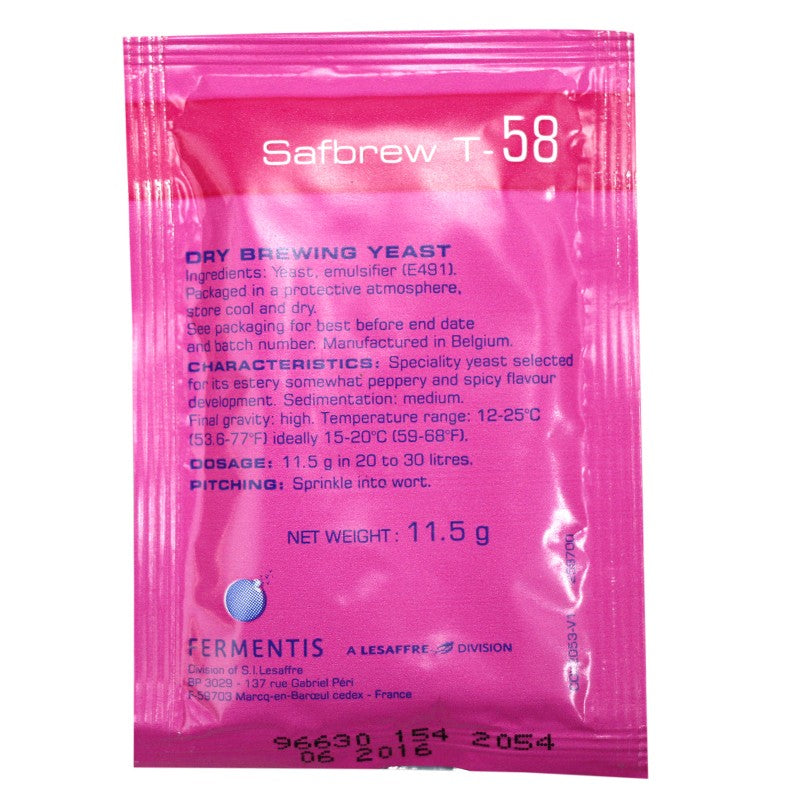 Safbrew T-58
DRY BREWING YEAST
Ingredients: Yeast, emulsifier (E491).
Packaged in a protective atmosphere,
store cool and dry.
See packaging for best before end date
and batch number. Manufactured in Belgium.
CHARACTERISTICS: Speciality yeast selected
for its estery somewhat peppery and spicy flavour
development. Sedimentation: medium.
Final gravity: high. Temperature range: 12-25°C
(53.6-77°F) ideally 15-20°C (59-68°F).
DOSAGE: 11.5 g in 20 to 30 litres.
PITCHING: Sprinkle into wort.
NET WEIGHT: 11.5 g
FERMENTIS A LESAFFRE DIVISION
Division of S.I.Lesaffre
BP 3029 - 137 rue Gabriel Péri
F-59703 Marcq-en-Barœul cedex - France
96630 154 2054
06 2016